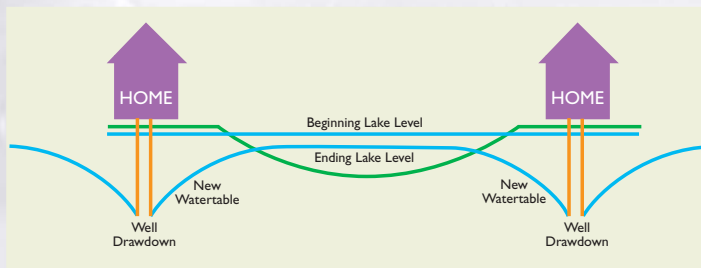 HOME
HOME
Beginning Lake Level
Ending Lake Level
New
Watertable
New
Watertable
Well
Drawdown
Well
Drawdown